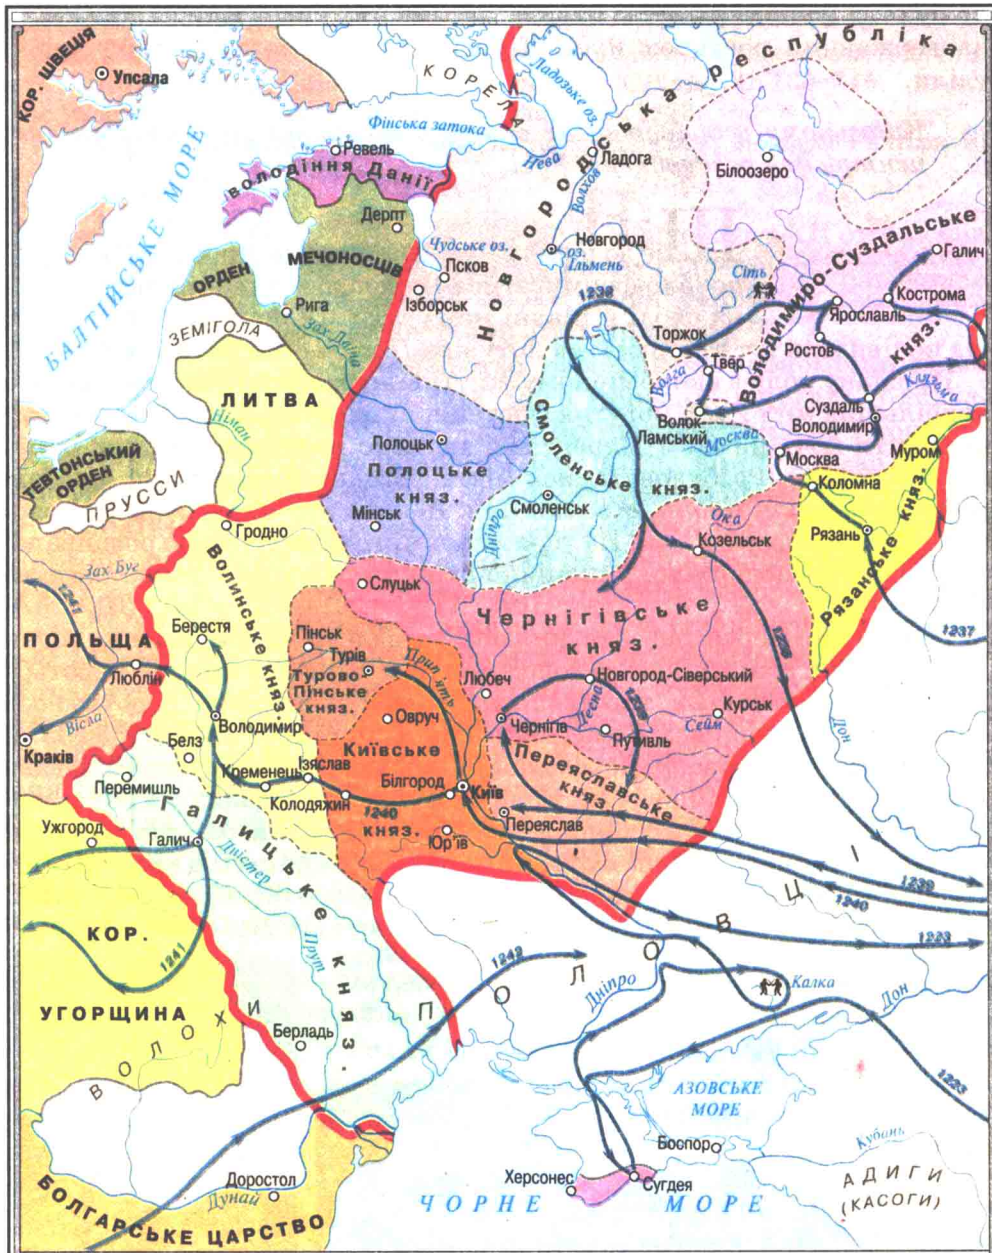 КОР. ШВЕЦІЯ
Упсала
КОРЕЛА
Ладозьке оз.
Новгородська республіка
Фінська затока
Нева
Ладога
Білоозеро
БАЛТІЙСЬКЕ МОРЕ
Ревель
володіння Данії
Волхов
Дерпт
Чудське оз.
Новгород
оз. Ільмень
Галич
ОРДЕН МЕЧОНОСЦІВ
Псков
Ізборськ
Сіть
Володимиро-Суздальське княз.
Кострома
Ярославль
Рига
Зах. Двіна
ЗЕМІГОЛА
1238
Торжок
Ростов
Твер
Волга
Клязьма
ЛИТВА
Німан
Волок Ламський
Суздаль
Володимир
Полоцьк
Полоцьке княз.
Смоленське княз.
Москва
Москва
Муром
ТЕВТОНСЬКИЙ ОРДЕН
ПРУССИ
Коломна
Смоленськ
Мінськ
Дніпро
Гродно
Ока
Рязань
Рязанське княз.
Козельськ
Зах. Буг
1241
Слуцьк
Чернігівське княз.
1237
ПОЛЬЩА
Берестя
Волинське княз.
Пінськ
Турів
Турово-Пінське княз.
Прип'ять
Любеч
Новгород-Сіверський
Люблін
Вісла
Володимир
Овруч
Чернігів
Десна
Путивль
Сейм
Курськ
Дон
Краків
Белз
Київське княз.
Переяславське княз.
Перемишль
Кременець
Ізяслав
Колодяжин
Білгород
Київ
1240
Переяслав
Юр'їв
Ужгород
Галич
Галицьке княз.
Дністер
Прут
1239
1240
1223
ПОЛОВЦІ
КОР. УГОРЩИНА
1241
1242
Дніпро
Калка
Дон
ВОЛОХИ
Берладь
1223
АЗОВСЬКЕ МОРЕ
Боспор
Кубань
Херсонес
Сугдея
АДИГИ
(КАСОГИ)
Доростол
Дунай
ЧОРНЕ МОРЕ
БОЛГАРСЬКЕ ЦАРСТВО